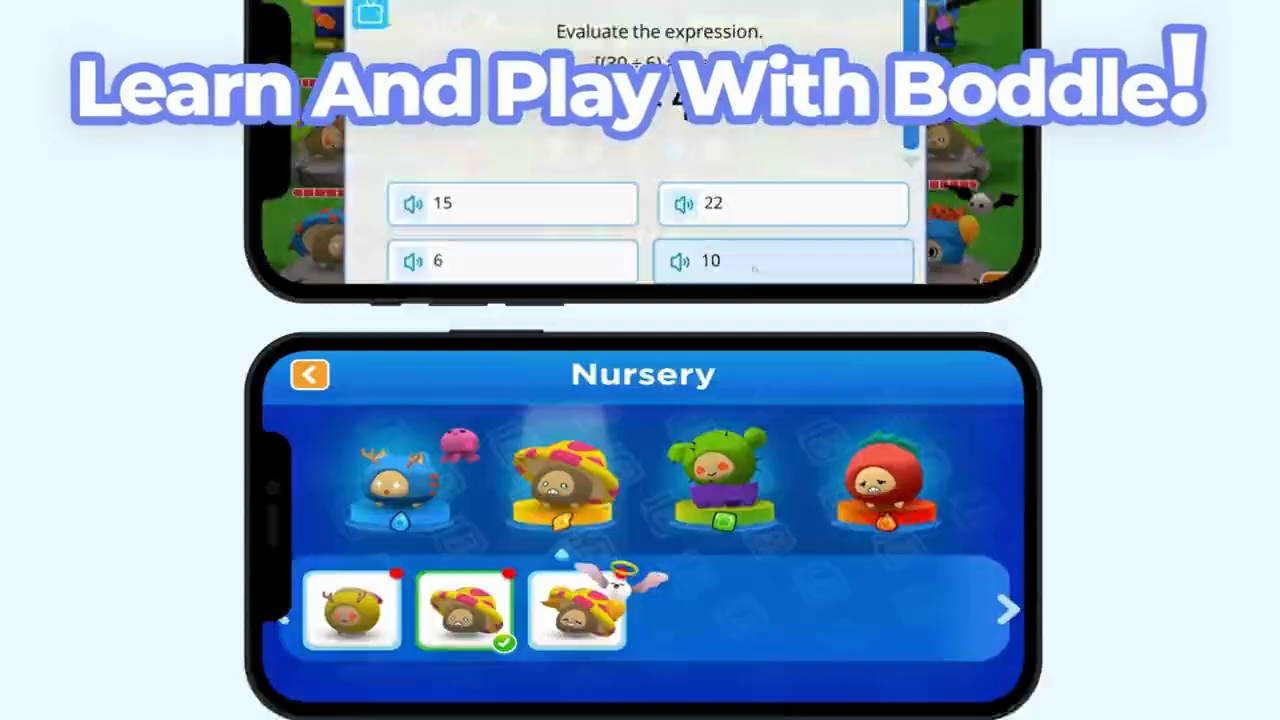 Evaluate the expression.
Learn And Play With Boddle!
15
22
6
10
Nursery